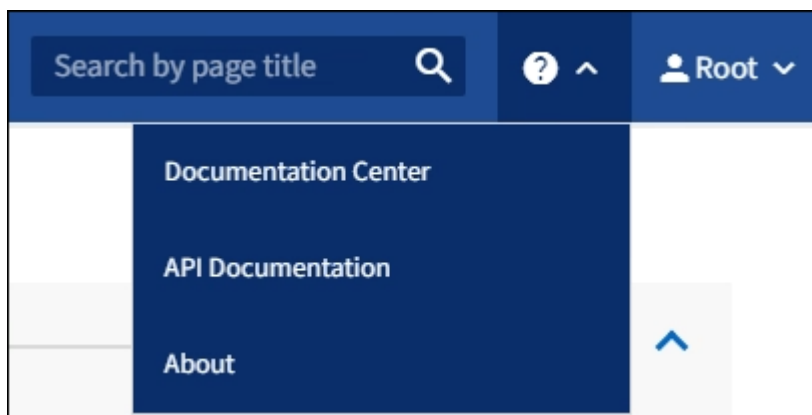 Search by page title
Root
Documentation Center
API Documentation
About